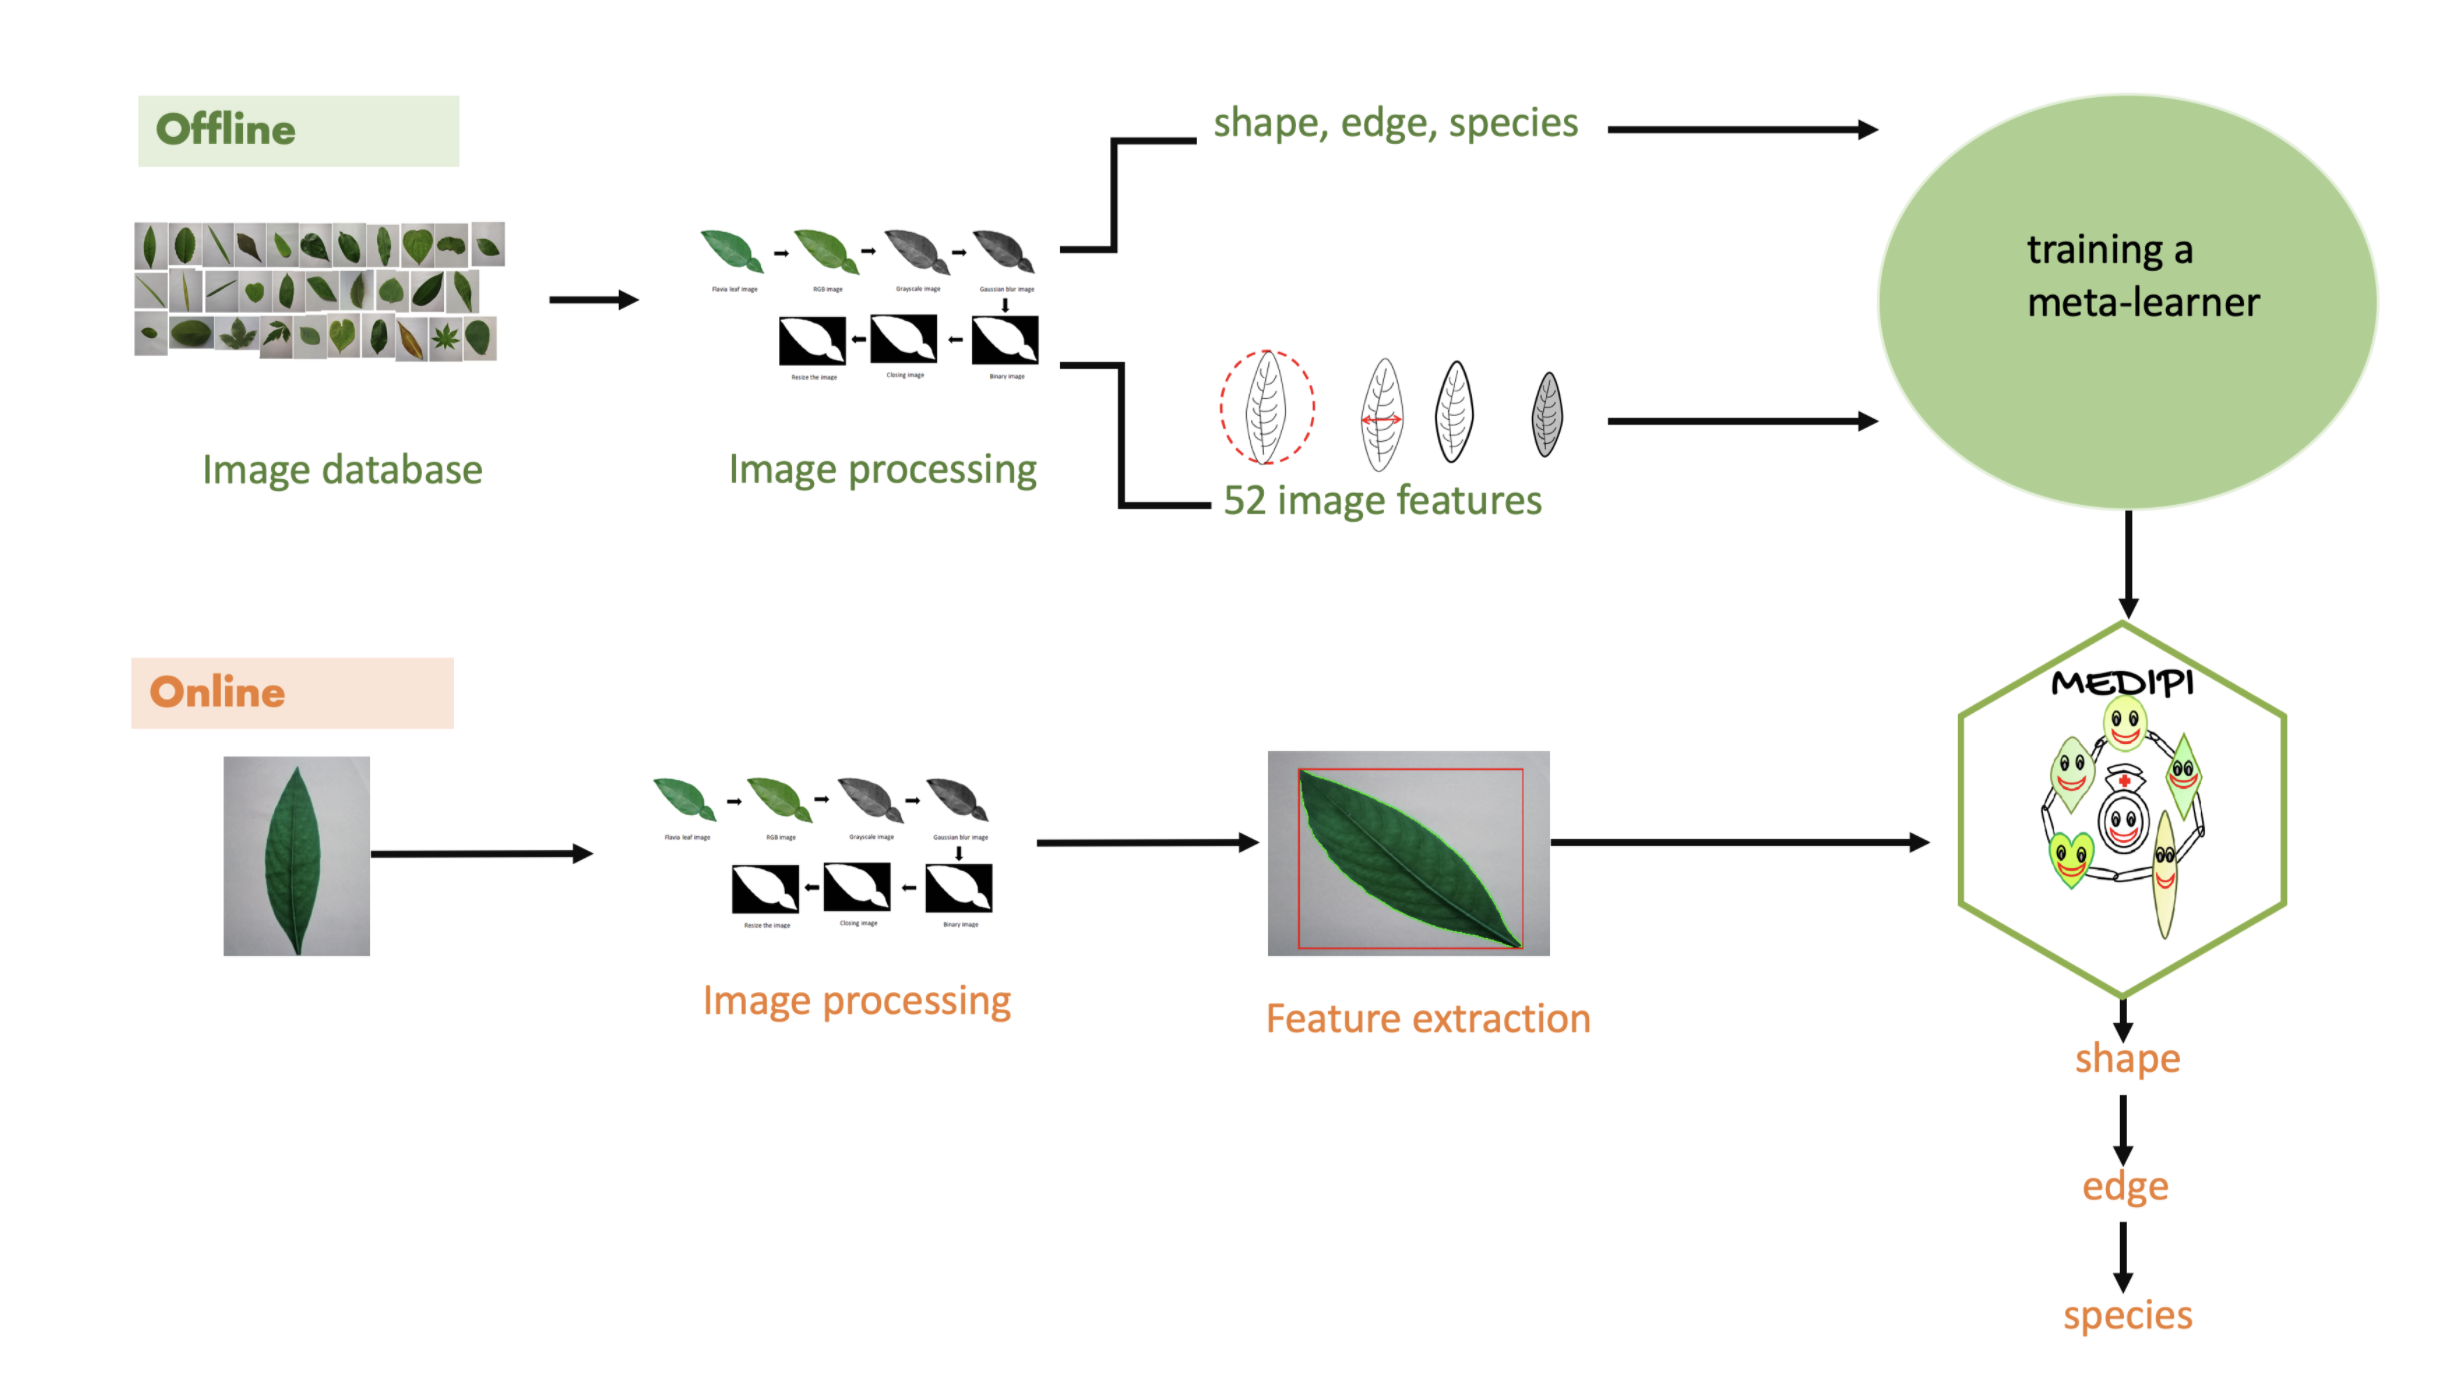 Offline
shape, edge, species
training a
meta-learner
Flavia leaf image
RGB image
Grayscale image
Gaussian blur image
Resize the image
Closing image
Binary image
Image database
Image processing
52 image features
Online
MEDIPI
Flavia leaf image
RGB image
Grayscale image
Gaussian blur image
Resize the image
Closing image
Binary image
Image processing
Feature extraction
shape
edge
species